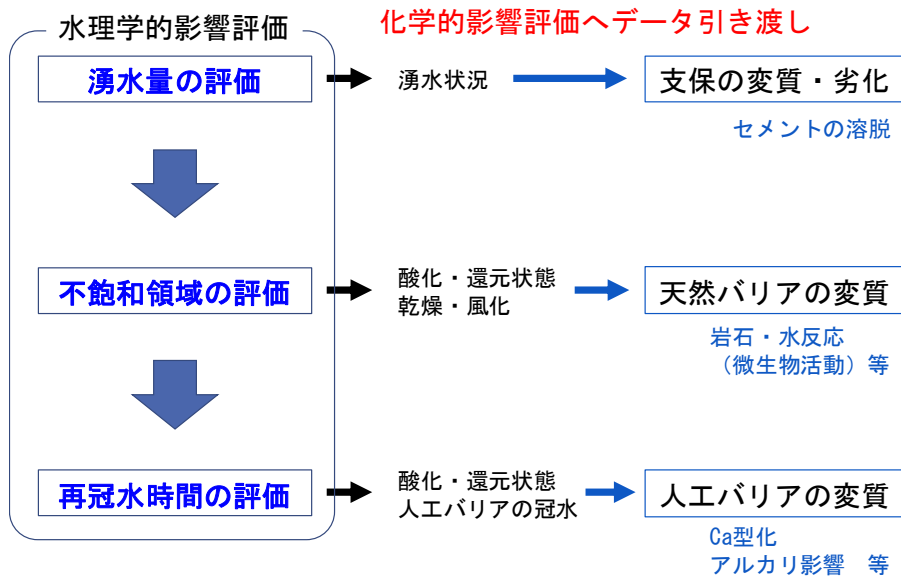 水理学的影響評価
化学的影響評価へデータ引き渡し
湧水量の評価
湧水状況
支保の変質・劣化
セメントの溶脱
不飽和領域の評価
酸化・還元状態
乾燥・風化
天然バリアの変質
岩石・水反応
（微生物活動）等
再冠水時間の評価
酸化・還元状態
人工バリアの冠水
人工バリアの変質
Ca型化
アルカリ影響　等